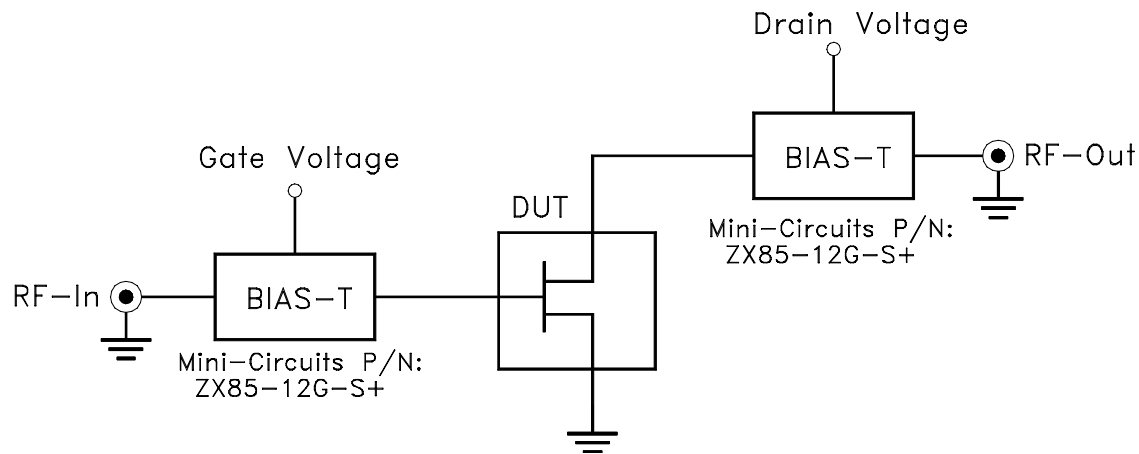 Drain Voltage
BIAS-T
RF-Out
Mini-Circuits P/N:
ZX85-12G-S+
Gate Voltage
DUT
RF-In
BIAS-T
Mini-Circuits P/N:
ZX85-12G-S+